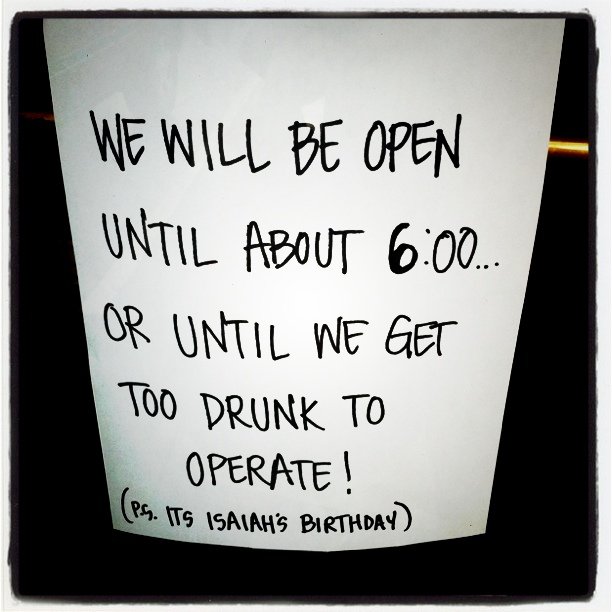 WE WILL BE OPEN
UNTIL ABOUT 6:00...
OR UNTIL WE GET
TOO DRUNK TO
OPERATE!
(P.S. ITS ISAIAH'S BIRTHDAY)